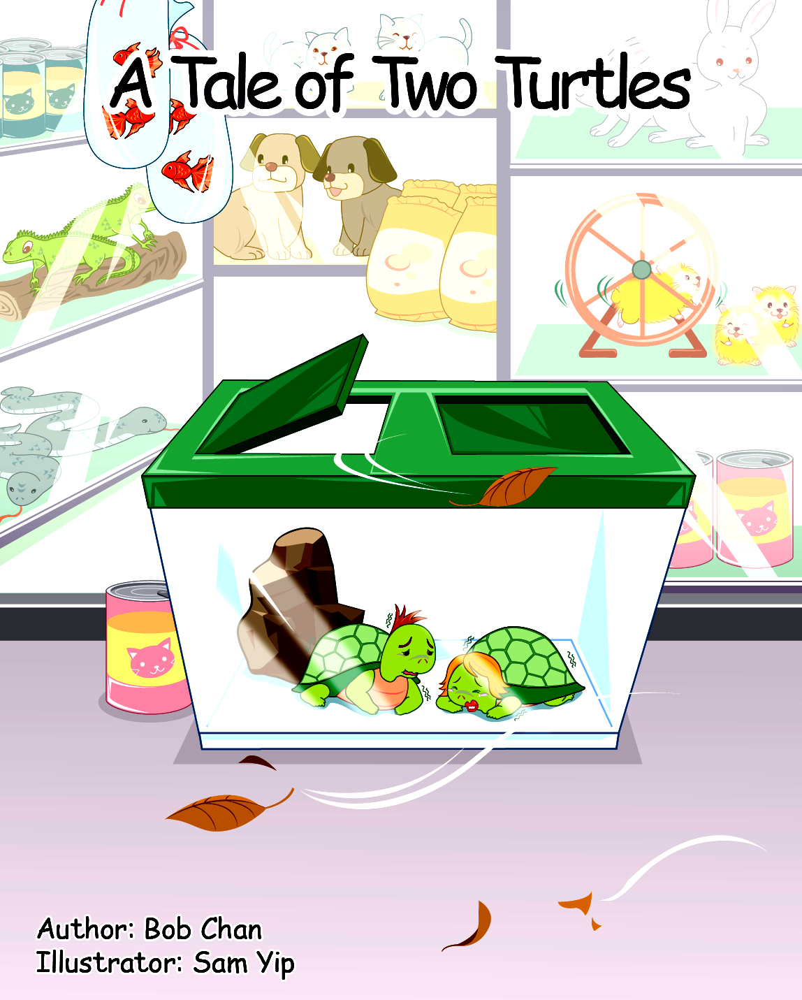 A Tale of Two Turtles
Author: Bob Chan
Illustrator: Sam Yip